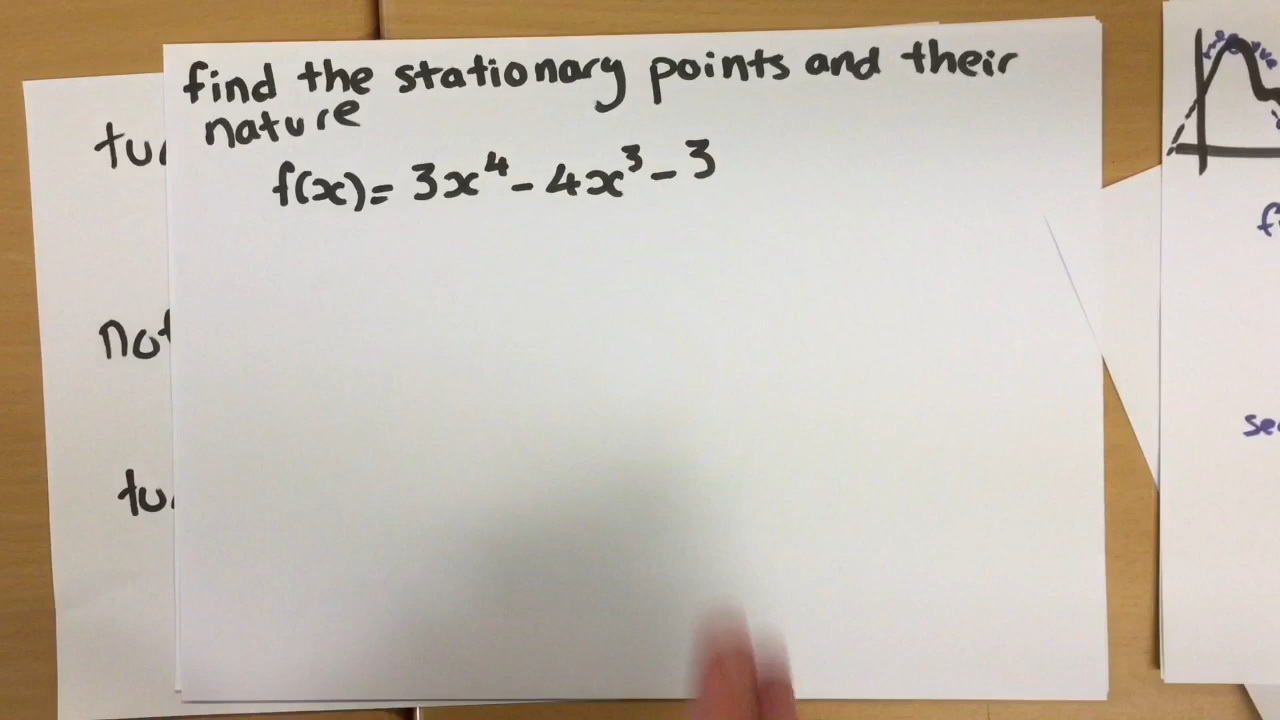 find the stationary points and their
nature
f(x)= 3x⁴- 4x³- 3